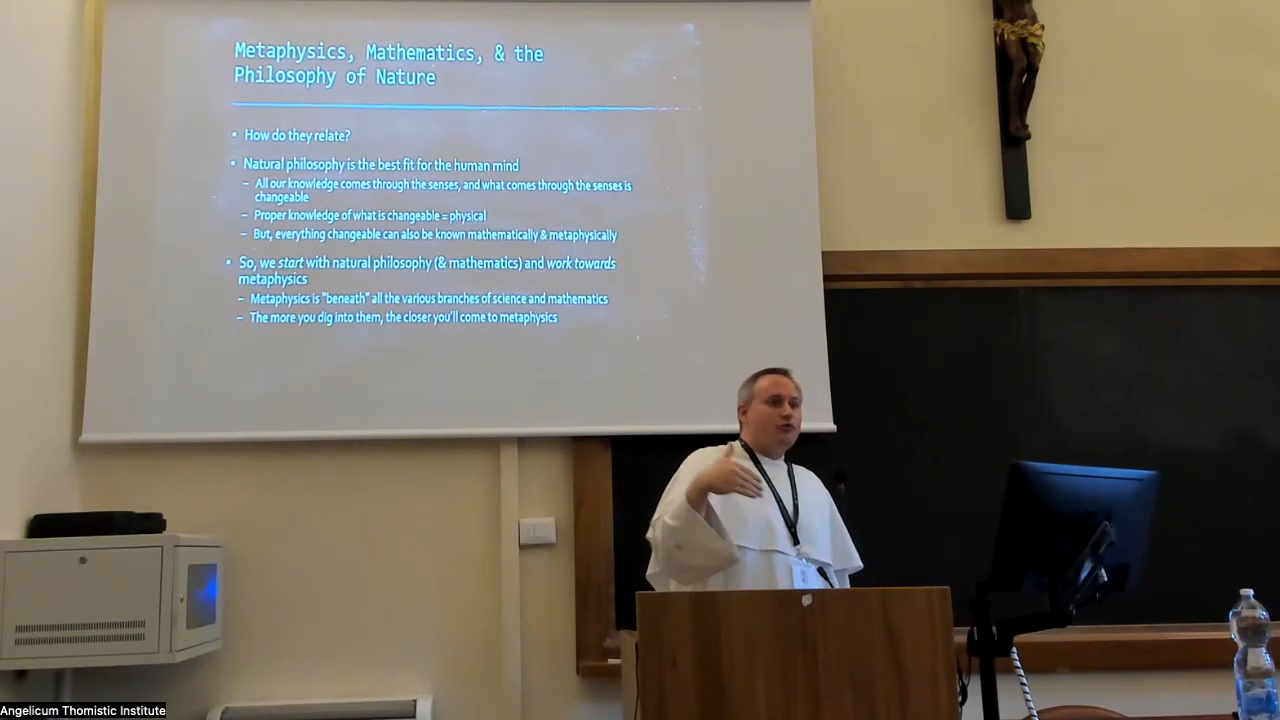 Metaphysics, Mathematics, & the
Philosophy of Nature
▪ How do they relate?
▪ Natural philosophy is the best fit for the human mind
– All our knowledge comes through the senses, and what comes through the senses is
changeable
– Proper knowledge of what is changeable = physical
– But, everything changeable can also be known mathematically & metaphysically
▪ So, we start with natural philosophy (& mathematics) and work towards
metaphysics
– Metaphysics is "beneath" all the various branches of science and mathematics
– The more you dig into them, the closer you'll come to metaphysics
Angelicum Thomistic Institute